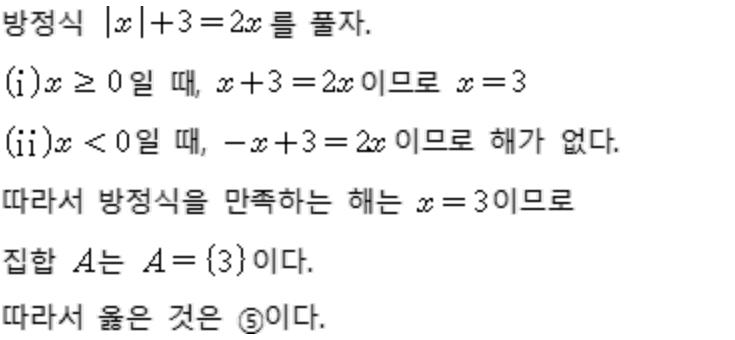 방정식 |x|+3=2x를 풀자.
(i)x ≥ 0일 때, x+3=2x이므로 x=3
(ii)x < 0일 때, -x+3=2x이므로 해가 없다.
따라서 방정식을 만족하는 해는 x=3이므로
집합 A는 A={3}이다.
따라서 옳은 것은 ⑤이다.